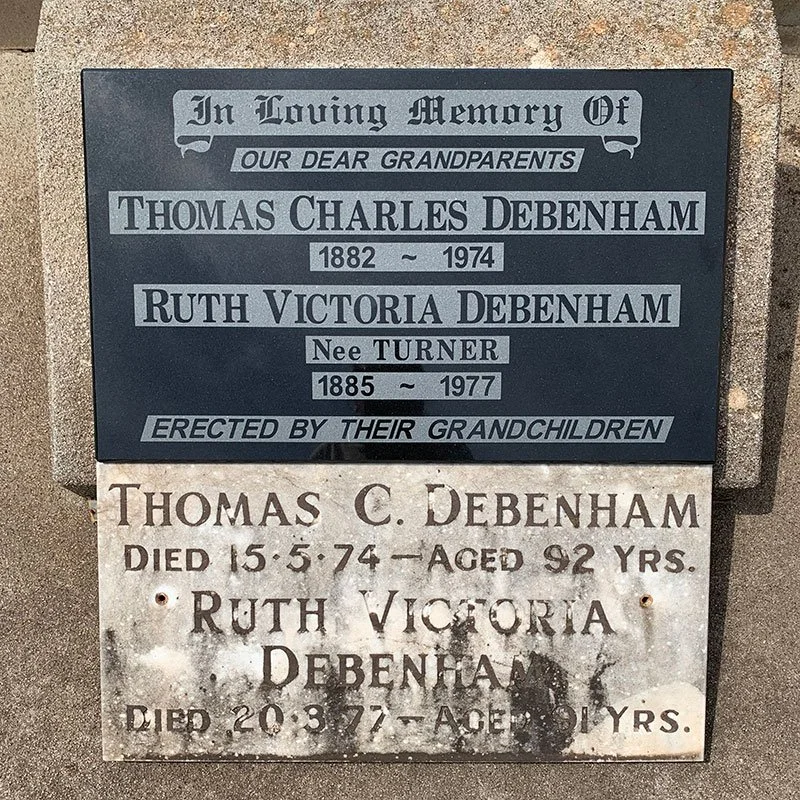 In Loving Memory Of
OUR DEAR GRANDPARENTS
THOMAS CHARLES DEBENHAM
1882 ~ 1974
RUTH VICTORIA DEBENHAM
Nee TURNER
1885 ~ 1977
ERECTED BY THEIR GRANDCHILDREN
THOMAS C. DEBENHAM
DIED 15·5·74 — AGED 92 YRS.
RUTH VICTORIA
DEBENHAM
DIED 20·3·77 — AGED 91 YRS.